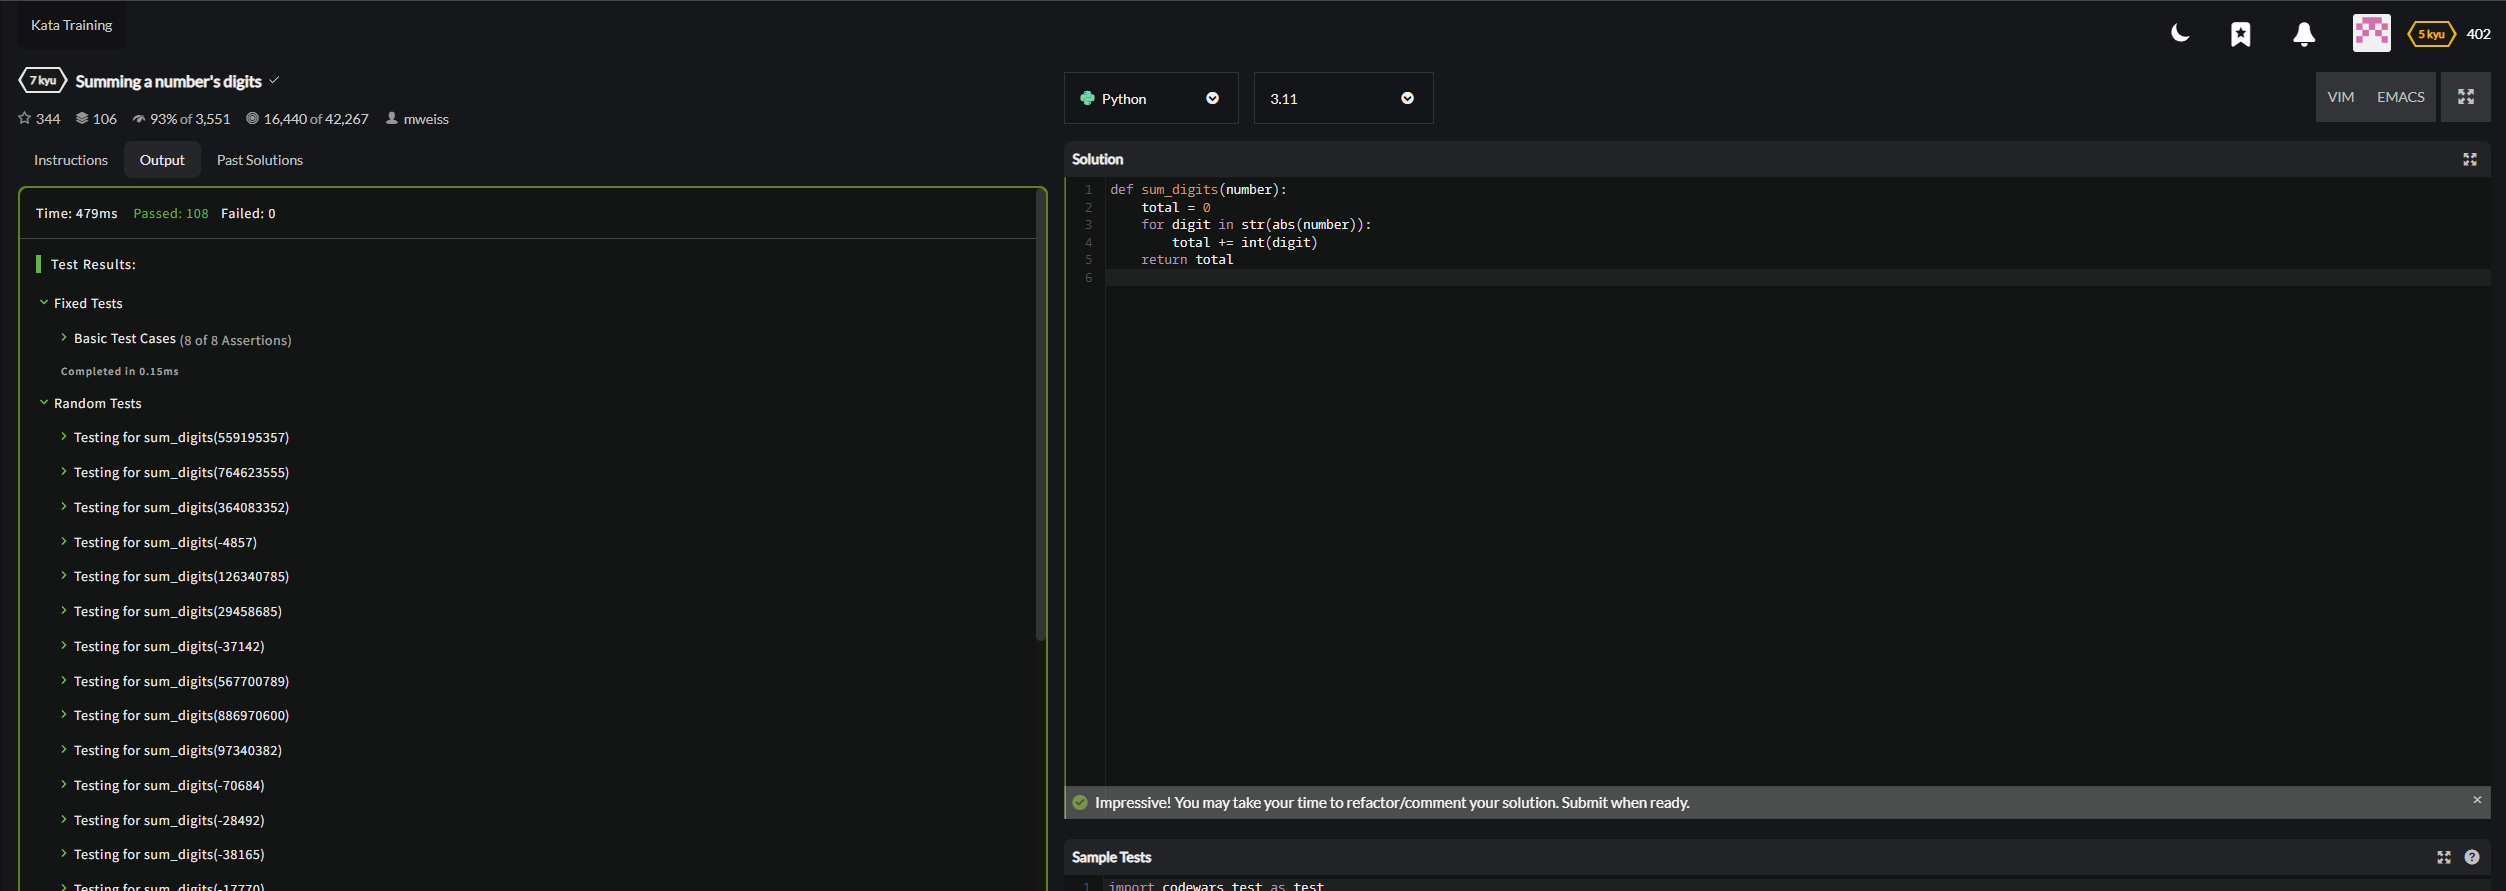 Kata Training
5 kyu 402
7 kyu Summing a number's digits
344 106 93% of 3,551 16,440 of 42,267 mweiss
Instructions Output Past Solutions
Time: 479ms Passed: 108 Failed: 0
Test Results:
Fixed Tests
Basic Test Cases (8 of 8 Assertions)
Completed in 0.15ms
Random Tests
Testing for sum_digits(559195357)
Testing for sum_digits(764623555)
Testing for sum_digits(364083352)
Testing for sum_digits(-4857)
Testing for sum_digits(126340785)
Testing for sum_digits(29458685)
Testing for sum_digits(-37142)
Testing for sum_digits(567700789)
Testing for sum_digits(886970600)
Testing for sum_digits(97340382)
Testing for sum_digits(-70684)
Testing for sum_digits(-28492)
Testing for sum_digits(-38165)
Testing for sum_digits(-17770)
Python 3.11 VIM EMACS
Solution
1 def sum_digits(number):
2     total = 0
3     for digit in str(abs(number)):
4         total += int(digit)
5     return total
6
Impressive! You may take your time to refactor/comment your solution. Submit when ready. ×
Sample Tests ?
1 import codewars_test as test